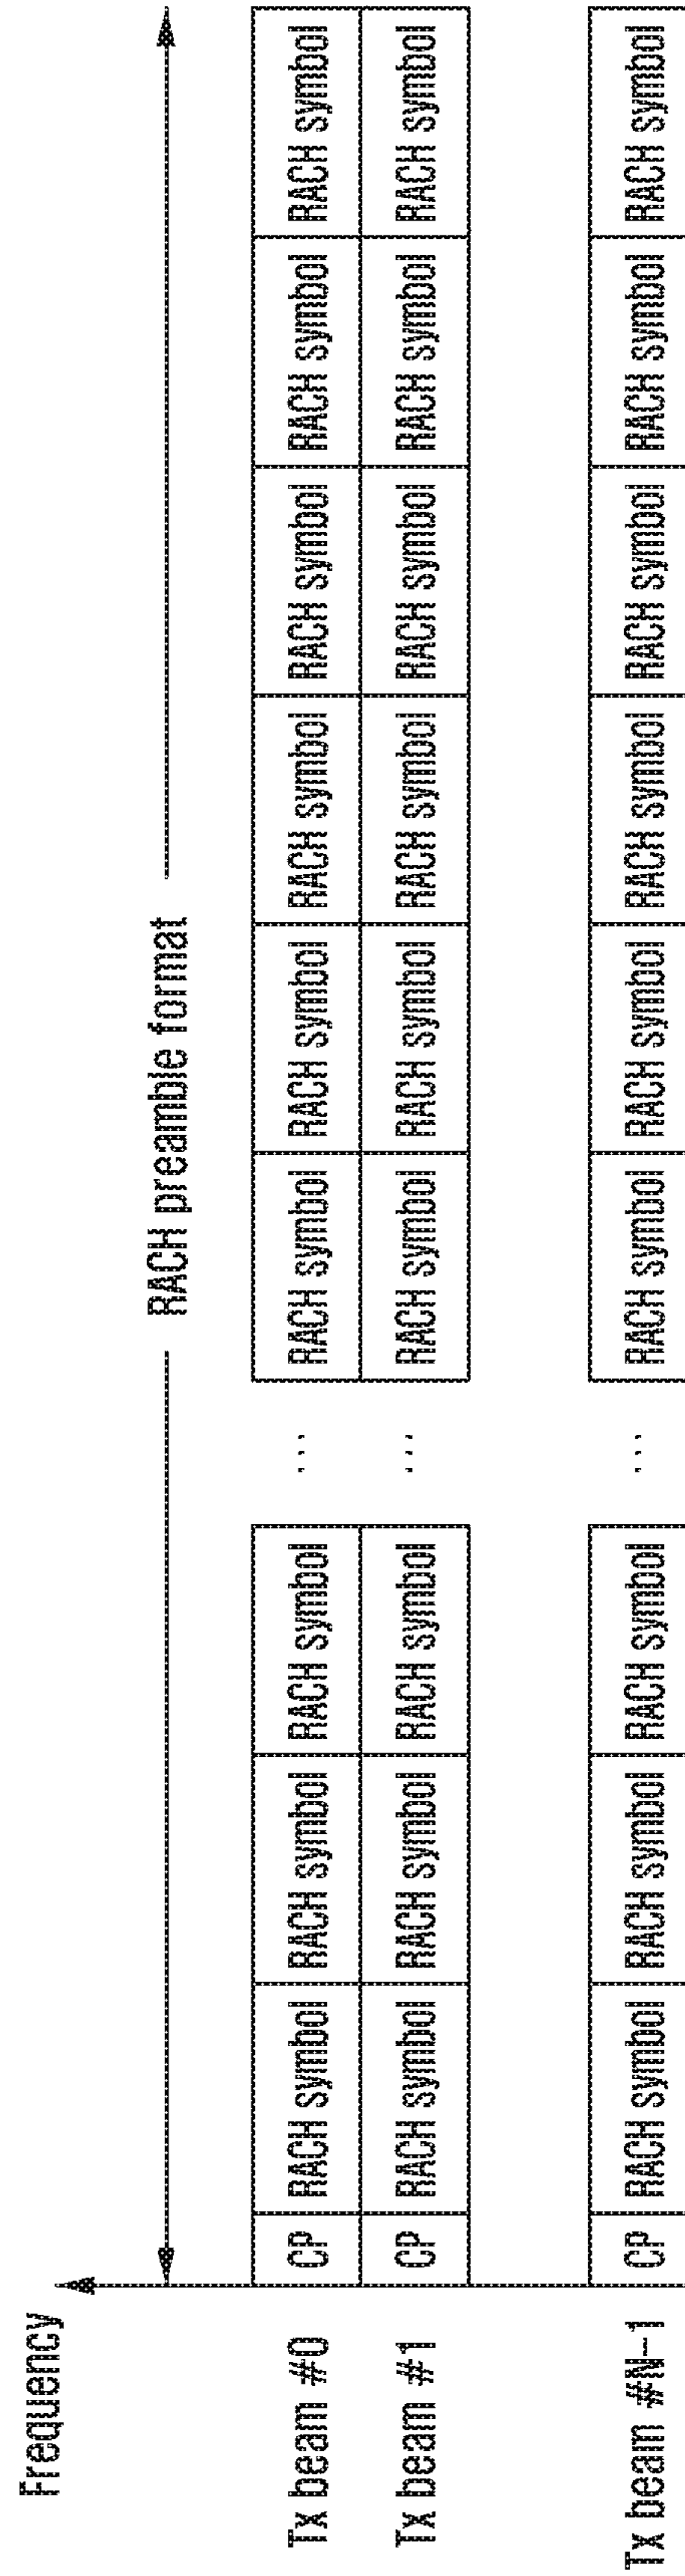 Frequency
RACH preamble format
Tx beam #0 CP RACH symbol RACH symbol RACH symbol ... RACH symbol RACH symbol RACH symbol RACH symbol RACH symbol RACH symbol
Tx beam #1 CP RACH symbol RACH symbol RACH symbol ... RACH symbol RACH symbol RACH symbol RACH symbol RACH symbol RACH symbol
Tx beam #N-1 CP RACH symbol RACH symbol RACH symbol ... RACH symbol RACH symbol RACH symbol RACH symbol RACH symbol RACH symbol